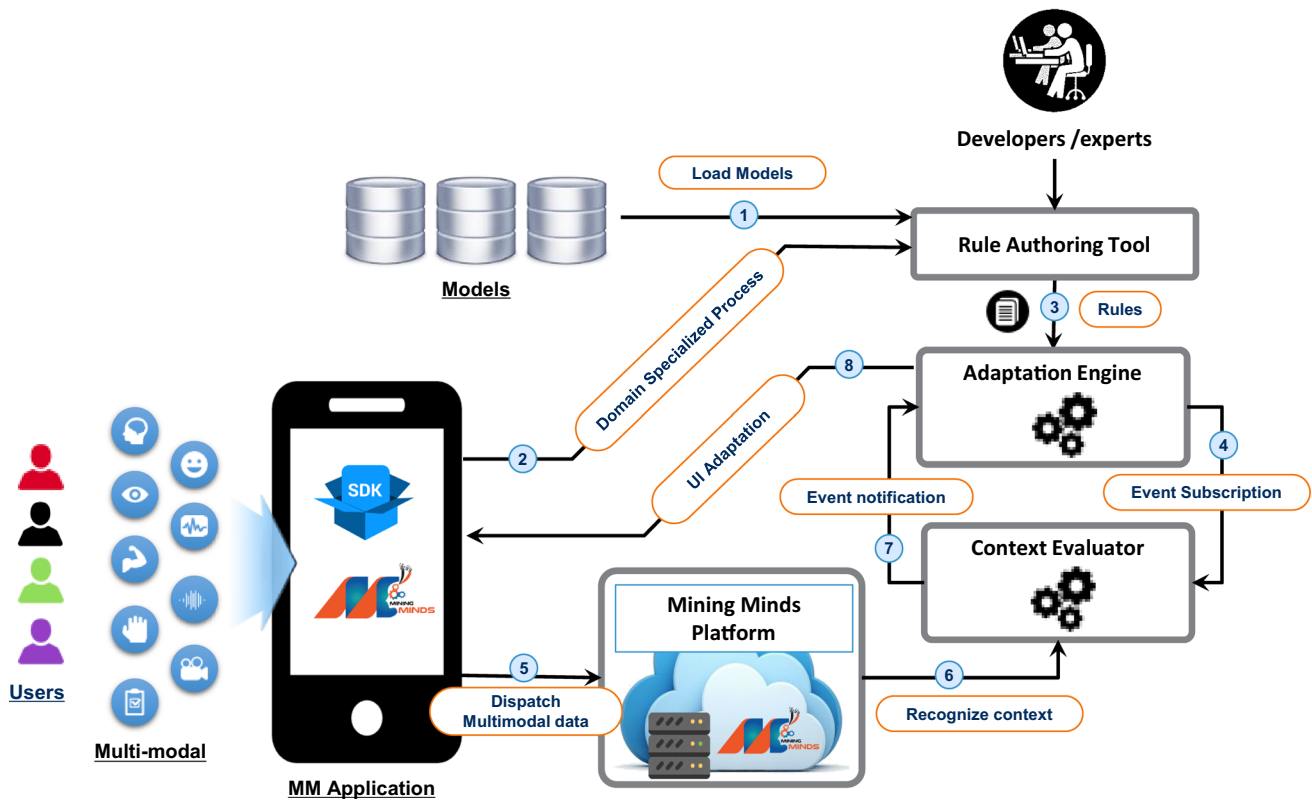 Developers /experts
Load Models
1
Rule Authoring Tool
Models
Domain Specialized Process
3
Rules
8
Adaptation Engine
UI Adaptation
2
4
SDK
Event notification
Event Subscription
7
Context Evaluator
MINING
MINDS
Mining Minds
Platform
5
6
Dispatch
Multimodal data
Recognize context
MINING
MINDS
Users
Multi-modal
MM Application